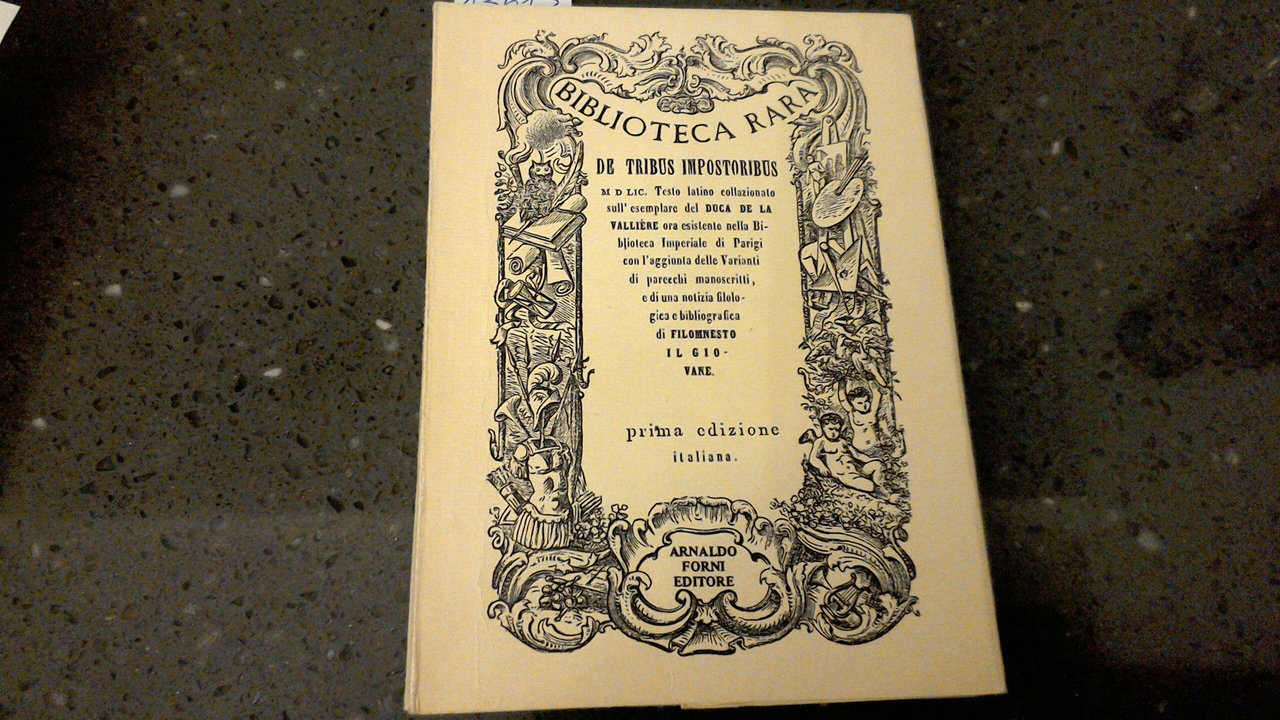 BIBLIOTECA RARA
DE TRIBUS IMPOSTORIBUS
M D LIC. Testo latino collazionato
sull' esemplare del DUCA DE LA
VALLIÉRE ora esistente nella Bi-
blioteca Imperiale di Parigi
con l'aggiunta delle Varianti
di parecchi manoscritti,
e di una notizia filolo-
gica e bibliografica
di FILOMNESTO
IL GIO-
VANE.
prima edizione
italiana.
ARNALDO
FORNI
EDITORE